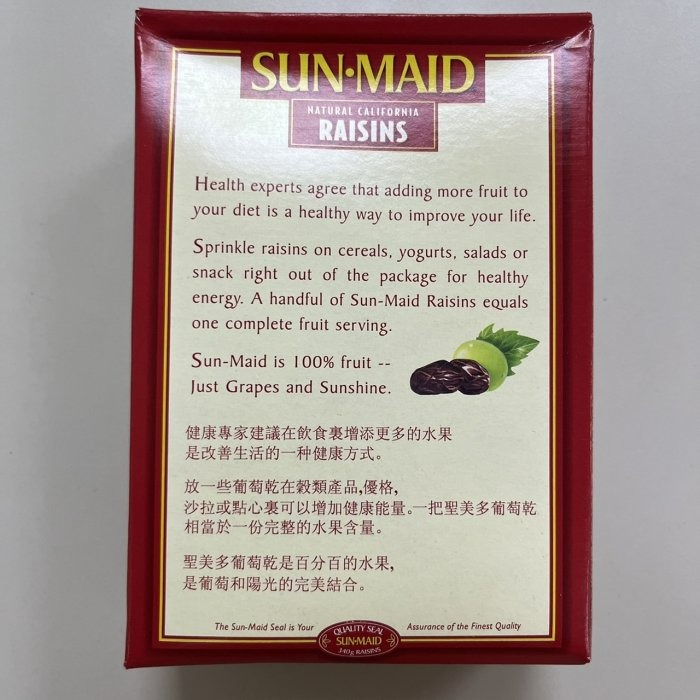 SUN·MAID
NATURAL CALIFORNIA
RAISINS
Health experts agree that adding more fruit to
your diet is a healthy way to improve your life.
Sprinkle raisins on cereals, yogurts, salads or
snack right out of the package for healthy
energy. A handful of Sun-Maid Raisins equals
one complete fruit serving.
Sun-Maid is 100% fruit --
Just Grapes and Sunshine.
健康專家建議在飲食裏增添更多的水果
是改善生活的一种健康方式。
放一些葡萄乾在穀類產品,優格,
沙拉或點心裏可以增加健康能量。一把聖美多葡萄乾
相當於一份完整的水果含量。
聖美多葡萄乾是百分百的水果,
是葡萄和陽光的完美結合。
The Sun-Maid Seal is Your
QUALITY SEAL
SUN-MAID
340g RAISINS
Assurance of the Finest Quality